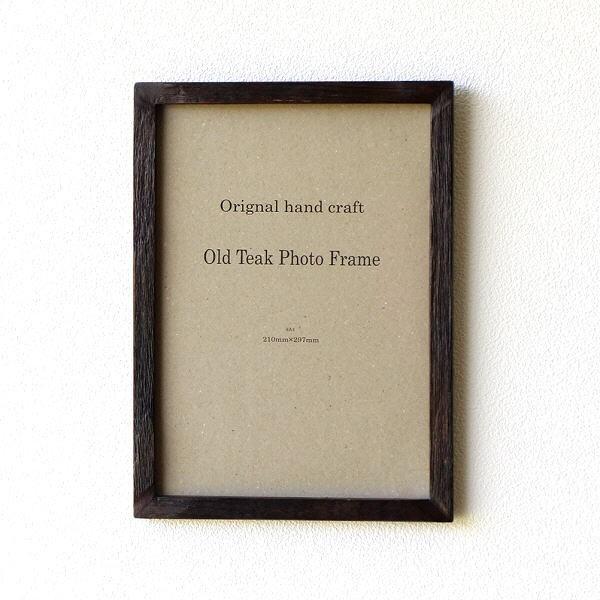 Orignal hand craft
Old Teak Photo Frame
210mm×297mm